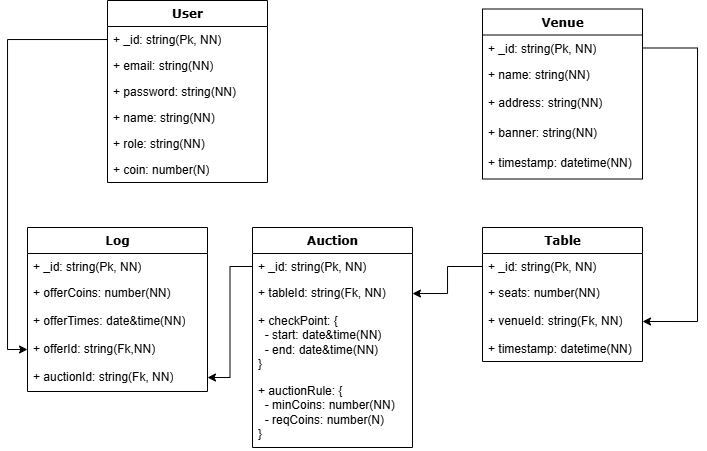 User
+ _id: string(Pk, NN)
+ email: string(NN)
+ password: string(NN)
+ name: string(NN)
+ role: string(NN)
+ coin: number(N)
Venue
+ _id: string(Pk, NN)
+ name: string(NN)
+ address: string(NN)
+ banner: string(NN)
+ timestamp: datetime(NN)
Log
+ _id: string(Pk, NN)
+ offerCoins: number(NN)
+ offerTimes: date&time(NN)
+ offerId: string(Fk,NN)
+ auctionId: string(Fk, NN)
Auction
+ _id: string(Pk, NN)
+ tableId: string(Fk, NN)
+ checkPoint: {
- start: date&time(NN)
- end: date&time(NN)
}
+ auctionRule: {
- minCoins: number(NN)
- reqCoins: number(N)
}
Table
+ _id: string(Pk, NN)
+ seats: number(NN)
+ venueId: string(Fk, NN)
+ timestamp: datetime(NN)